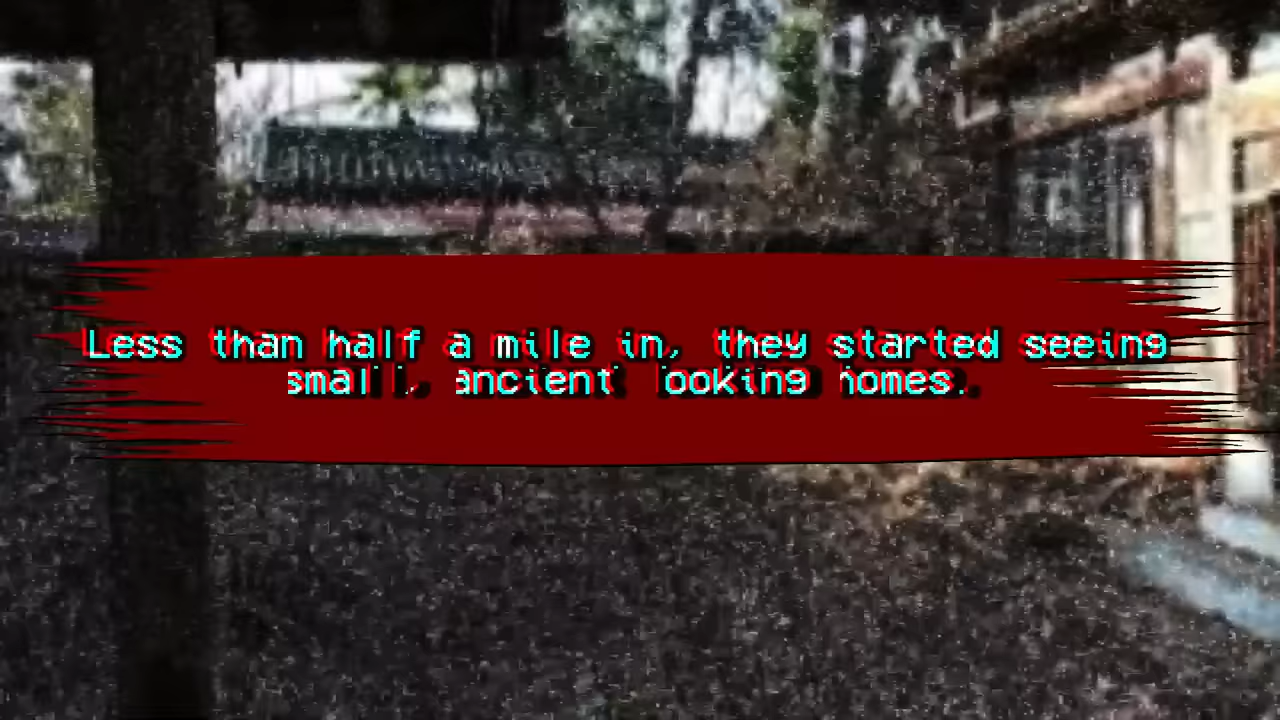 Less than half a mile in, they started seeing
small, ancient looking homes.